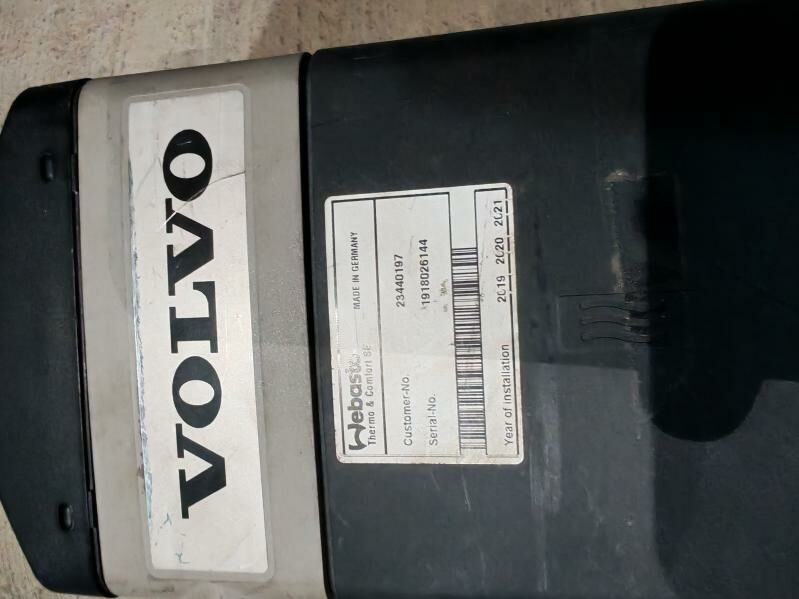 VOLVO
Webasto
Thermo & Comfort SE
MADE IN GERMANY
Customer-No. 23440197
Serial-No. 1918026144
Year of installation 2019 2020 2021